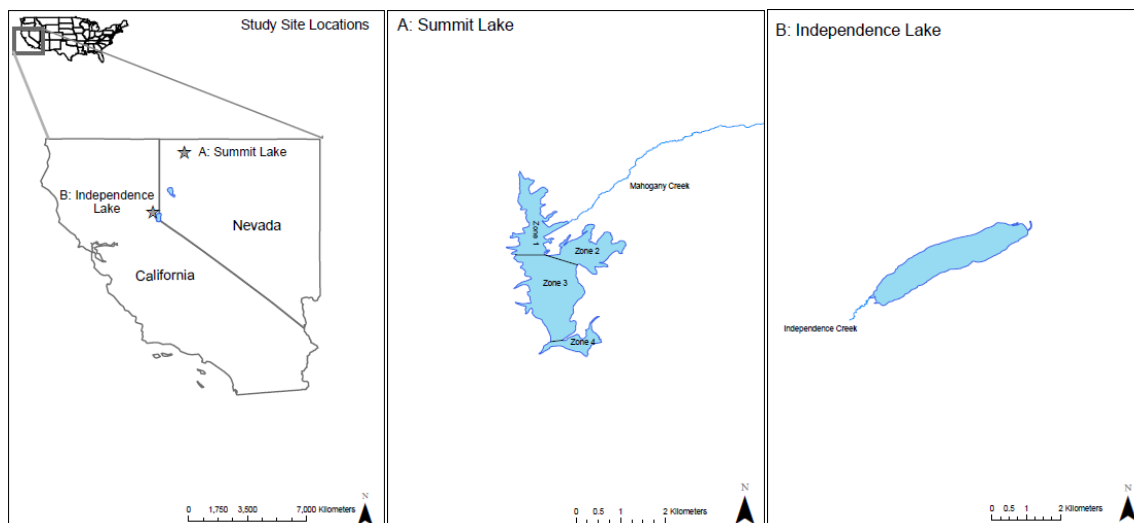 Study Site Locations
A: Summit Lake
B: Independence
Lake
Nevada
California
N
0 1,750 3,500 7,000 Kilometers
A: Summit Lake
Mahogany Creek
Zone 1
Zone 2
Zone 3
Zone 4
N
0 0.5 1 2 Kilometers
B: Independence Lake
Independence Creek
N
0 0.5 1 2 Kilometers